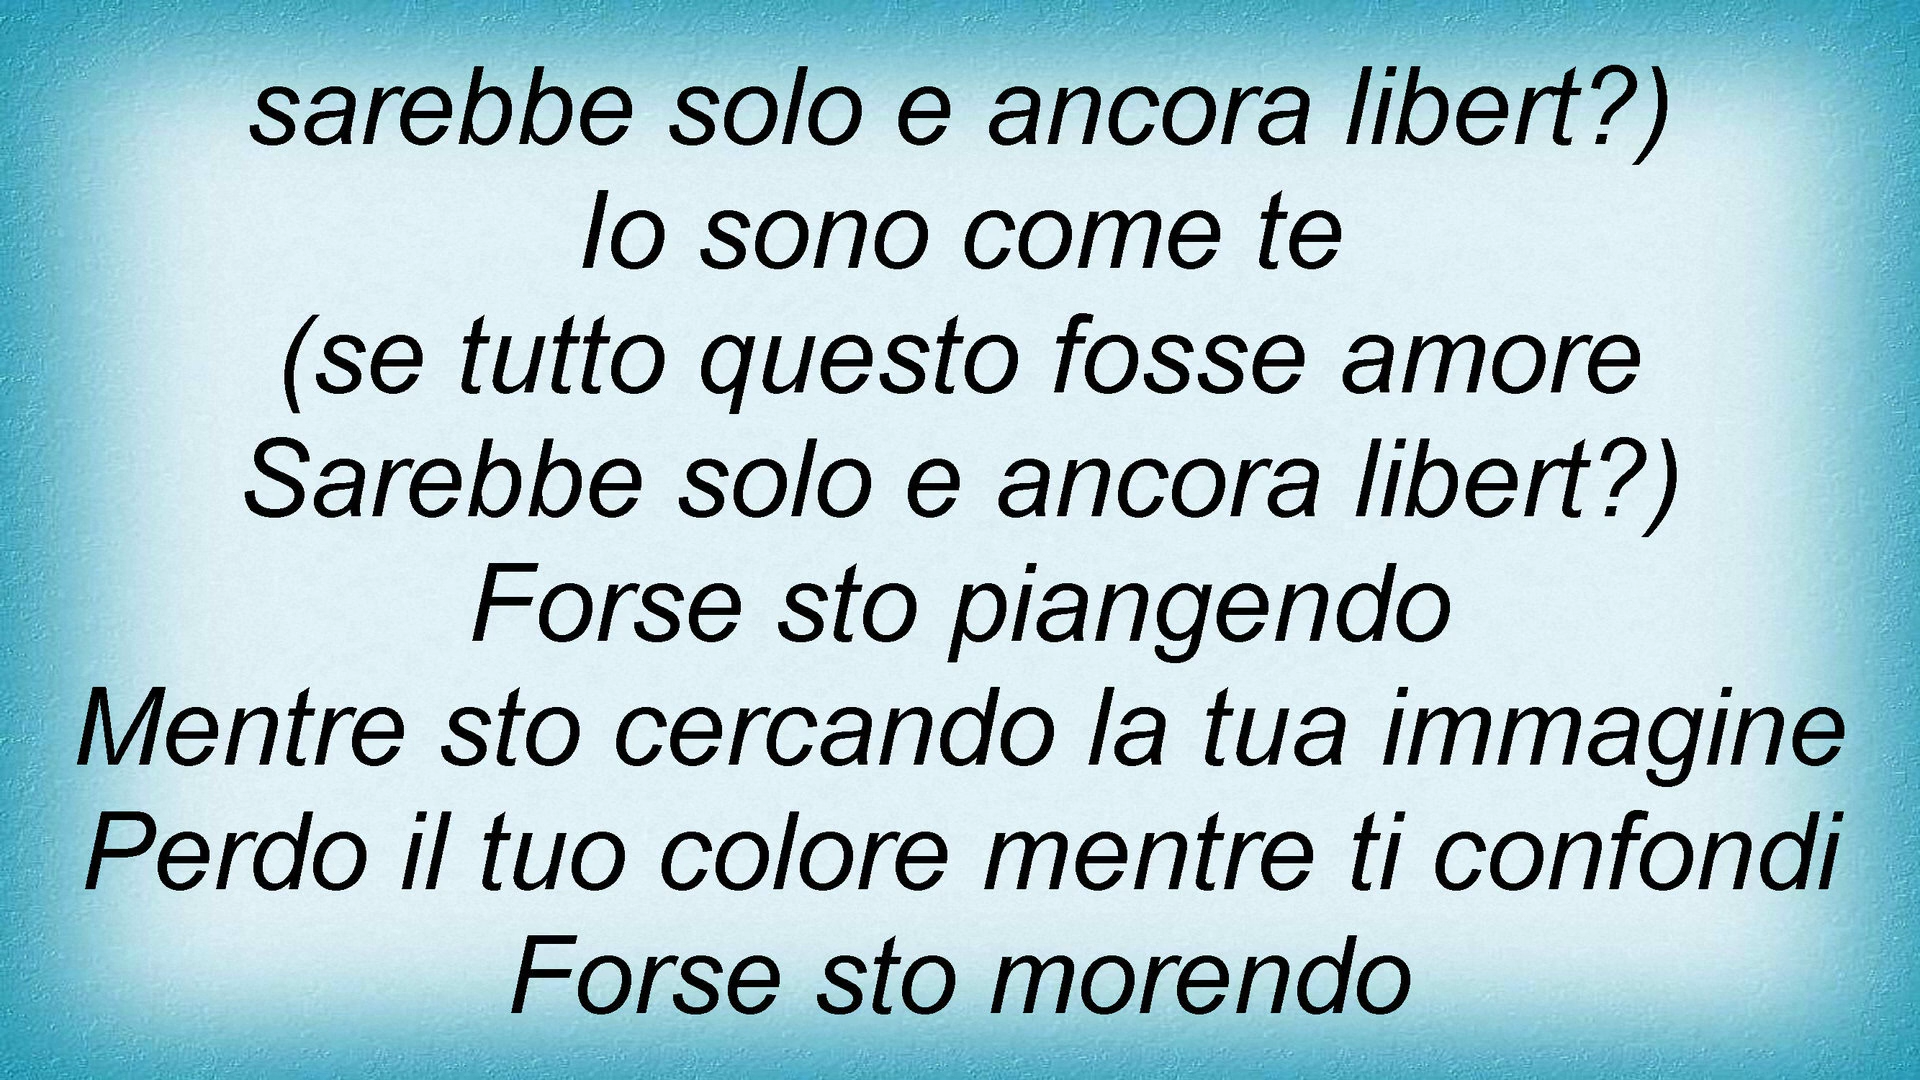 sarebbe solo e ancora libert?)
Io sono come te
(se tutto questo fosse amore
Sarebbe solo e ancora libert?)
Forse sto piangendo
Mentre sto cercando la tua immagine
Perdo il tuo colore mentre ti confondi
Forse sto morendo